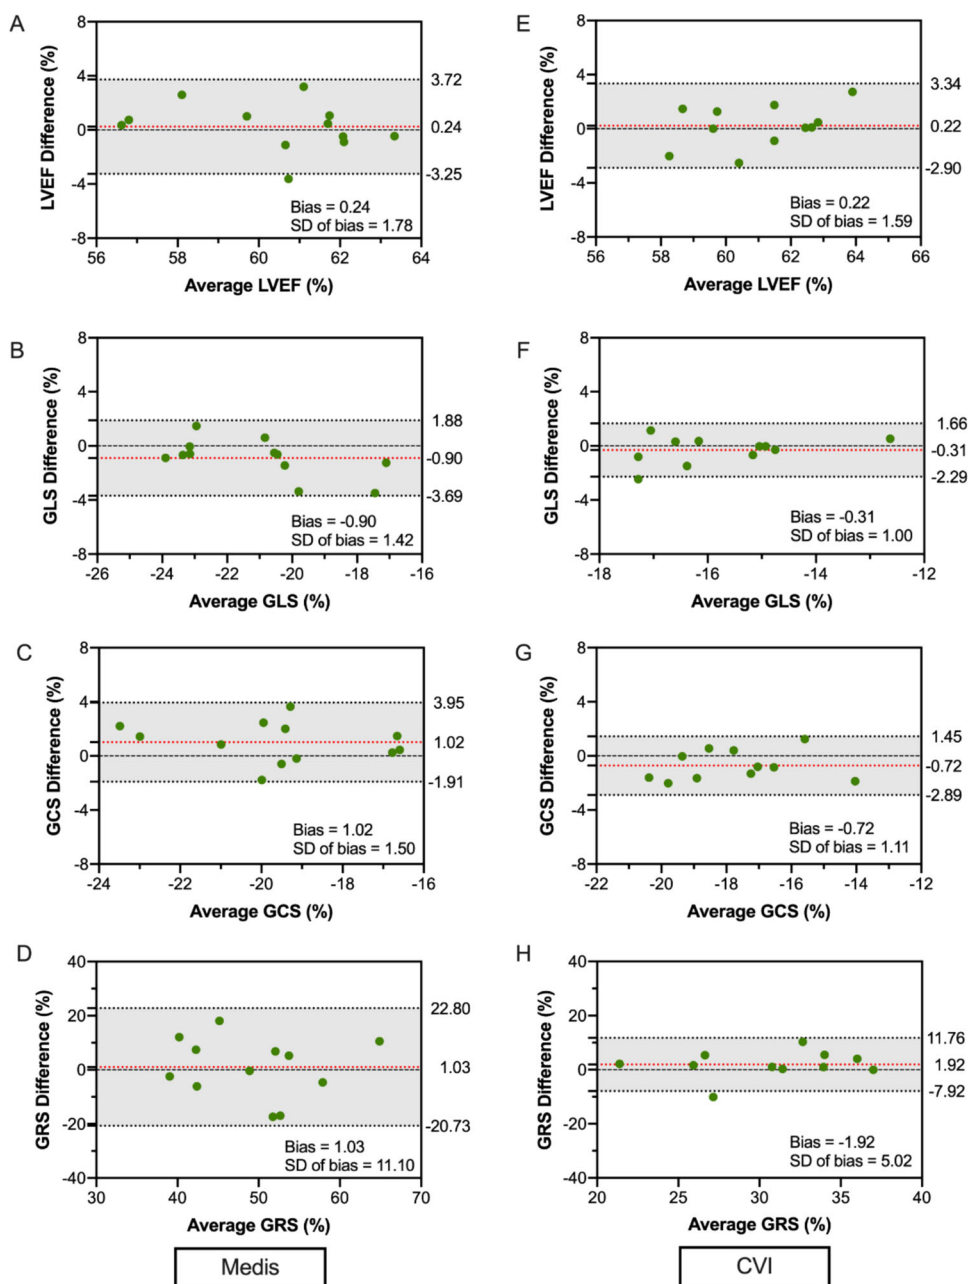 A
LVEF Difference (%)
8
4
0
-4
-8
3.72
0.24
-3.25
Bias = 0.24
SD of bias = 1.78
56
58
60
62
64
Average LVEF (%)
E
LVEF Difference (%)
8
4
0
-4
-8
3.34
0.22
-2.90
Bias = 0.22
SD of bias = 1.59
56
58
60
62
64
66
Average LVEF (%)
B
GLS Difference (%)
8
4
0
-4
-8
1.88
-0.90
-3.69
Bias = -0.90
SD of bias = 1.42
-26
-24
-22
-20
-18
-16
Average GLS (%)
F
GLS Difference (%)
8
4
0
-4
-8
1.66
-0.31
-2.29
Bias = -0.31
SD of bias = 1.00
-18
-16
-14
-12
Average GLS (%)
C
GCS Difference (%)
8
4
0
-4
-8
3.95
1.02
-1.91
Bias = 1.02
SD of bias = 1.50
-24
-22
-20
-18
-16
Average GCS (%)
G
GCS Difference (%)
8
4
0
-4
-8
1.45
-0.72
-2.89
Bias = -0.72
SD of bias = 1.11
-22
-20
-18
-16
-14
-12
Average GCS (%)
D
GRS Difference (%)
40
20
0
-20
-40
22.80
1.03
-20.73
Bias = 1.03
SD of bias = 11.10
30
40
50
60
70
Average GRS (%)
H
GRS Difference (%)
40
20
0
-20
-40
11.76
1.92
-7.92
Bias = -1.92
SD of bias = 5.02
20
25
30
35
40
Average GRS (%)
Medis
CVI